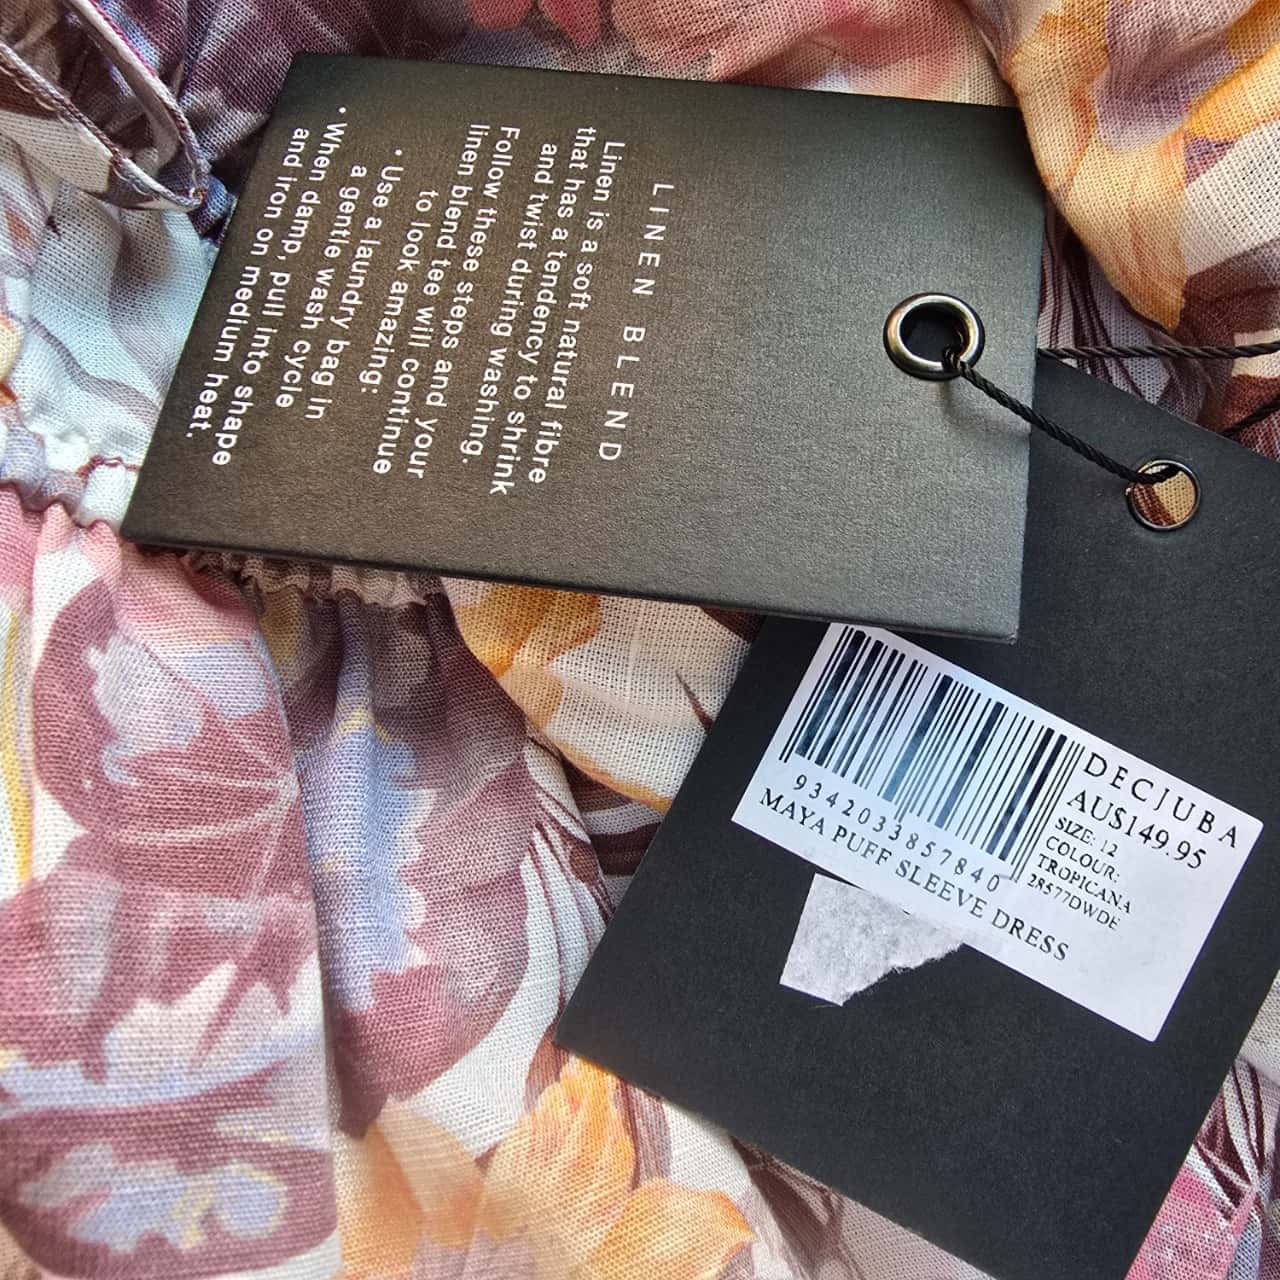 LINEN BLEND
Linen is a soft natural fibre
that has a tendency to shrink
and twist during washing.
Follow these steps and your
linen blend tee will continue
to look amazing:
• Use a laundry bag in
a gentle wash cycle
• When damp, pull into shape
and iron on medium heat.
DECJUBA
AU$149.95
SIZE: 12
COLOUR:
TROPICANA
28577DWDE
9342033857840
MAYA PUFF SLEEVE DRESS